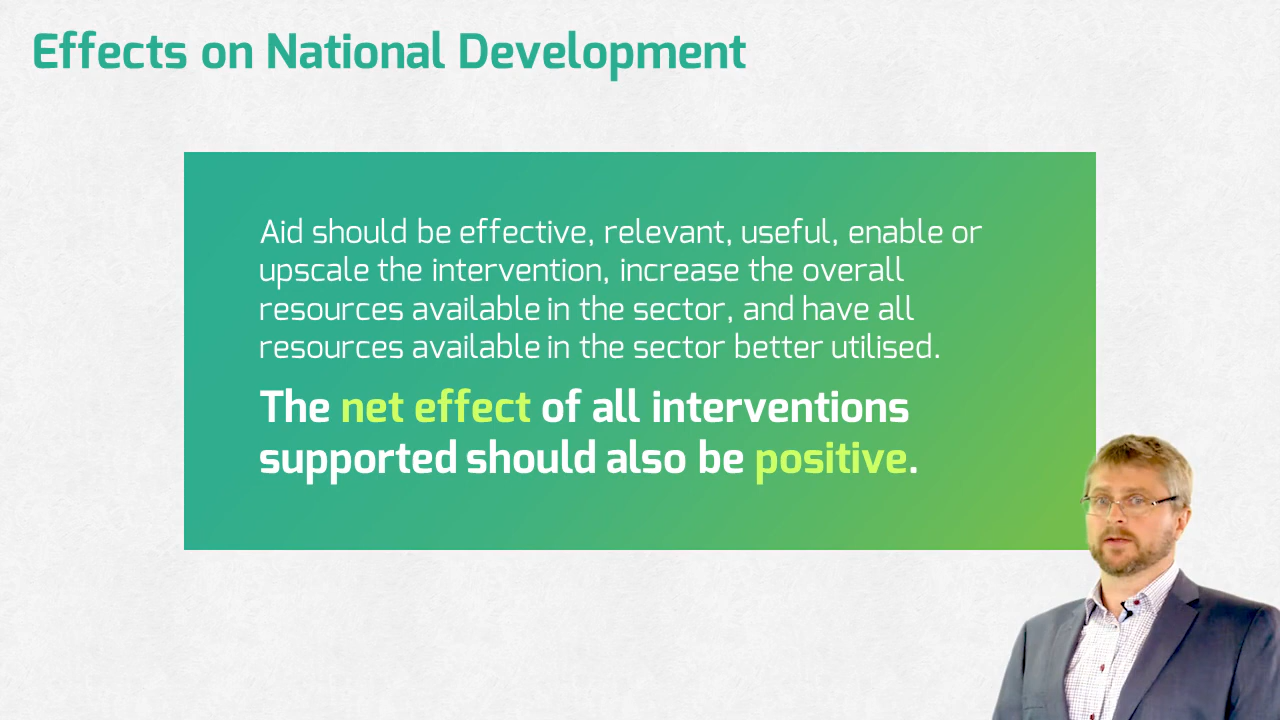 Effects on National Development
Aid should be effective, relevant, useful, enable or
upscale the intervention, increase the overall
resources available in the sector, and have all
resources available in the sector better utilised.
The net effect of all interventions
supported should also be positive.